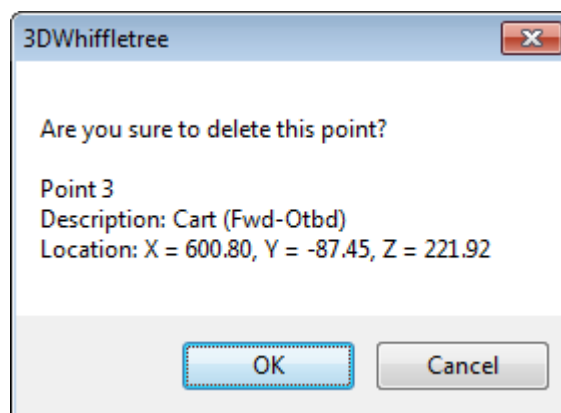 3DWhiffletree
Are you sure to delete this point?
Point 3
Description: Cart (Fwd-Otbd)
Location: X = 600.80, Y = -87.45, Z = 221.92
OK
Cancel